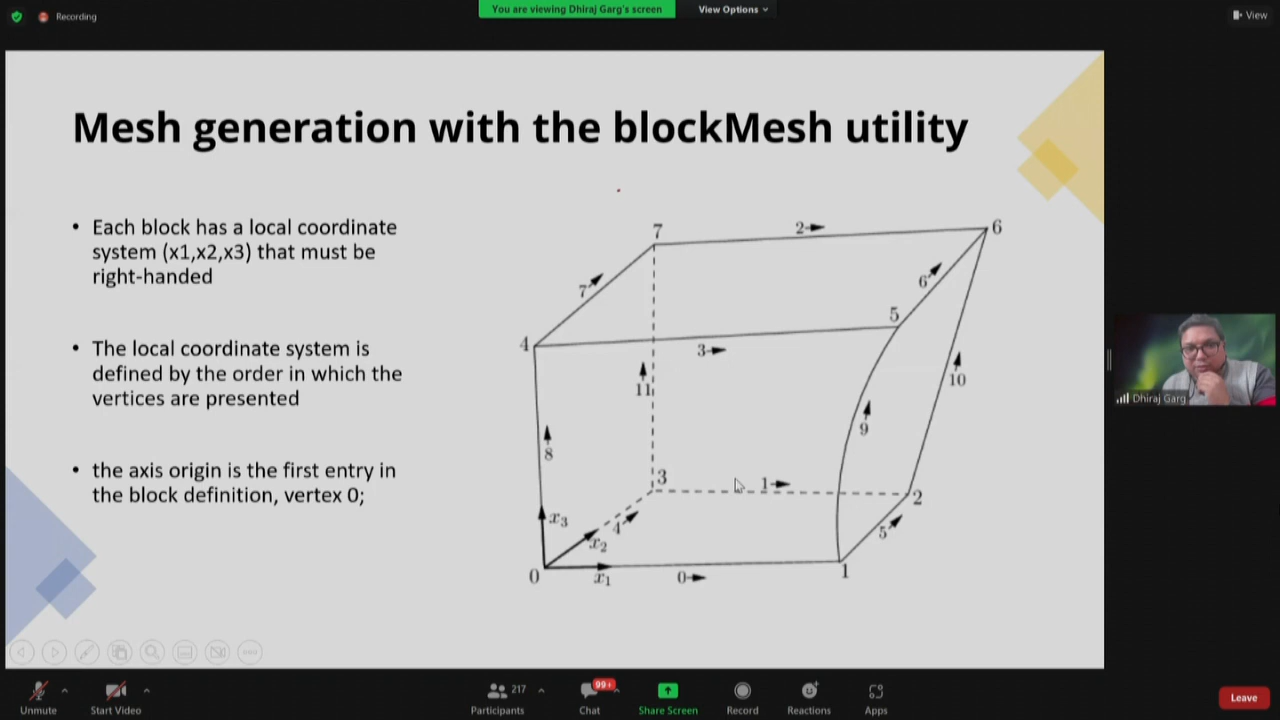 Recording
You are viewing Dhiraj Garg's screen
View Options
View
Mesh generation with the blockMesh utility
• Each block has a local coordinate
system (x1,x2,x3) that must be
right-handed
• The local coordinate system is
defined by the order in which the
vertices are presented
• the axis origin is the first entry in
the block definition, vertex 0;
7
2
6
7
6
5
4
3
11
10
9
8
3
1
2
x3
4
x2
5
0
x1
0
1
Dhiraj Garg
Unmute
Start Video
217
Participants
99+
Chat
Share Screen
Record
Reactions
Apps
Leave